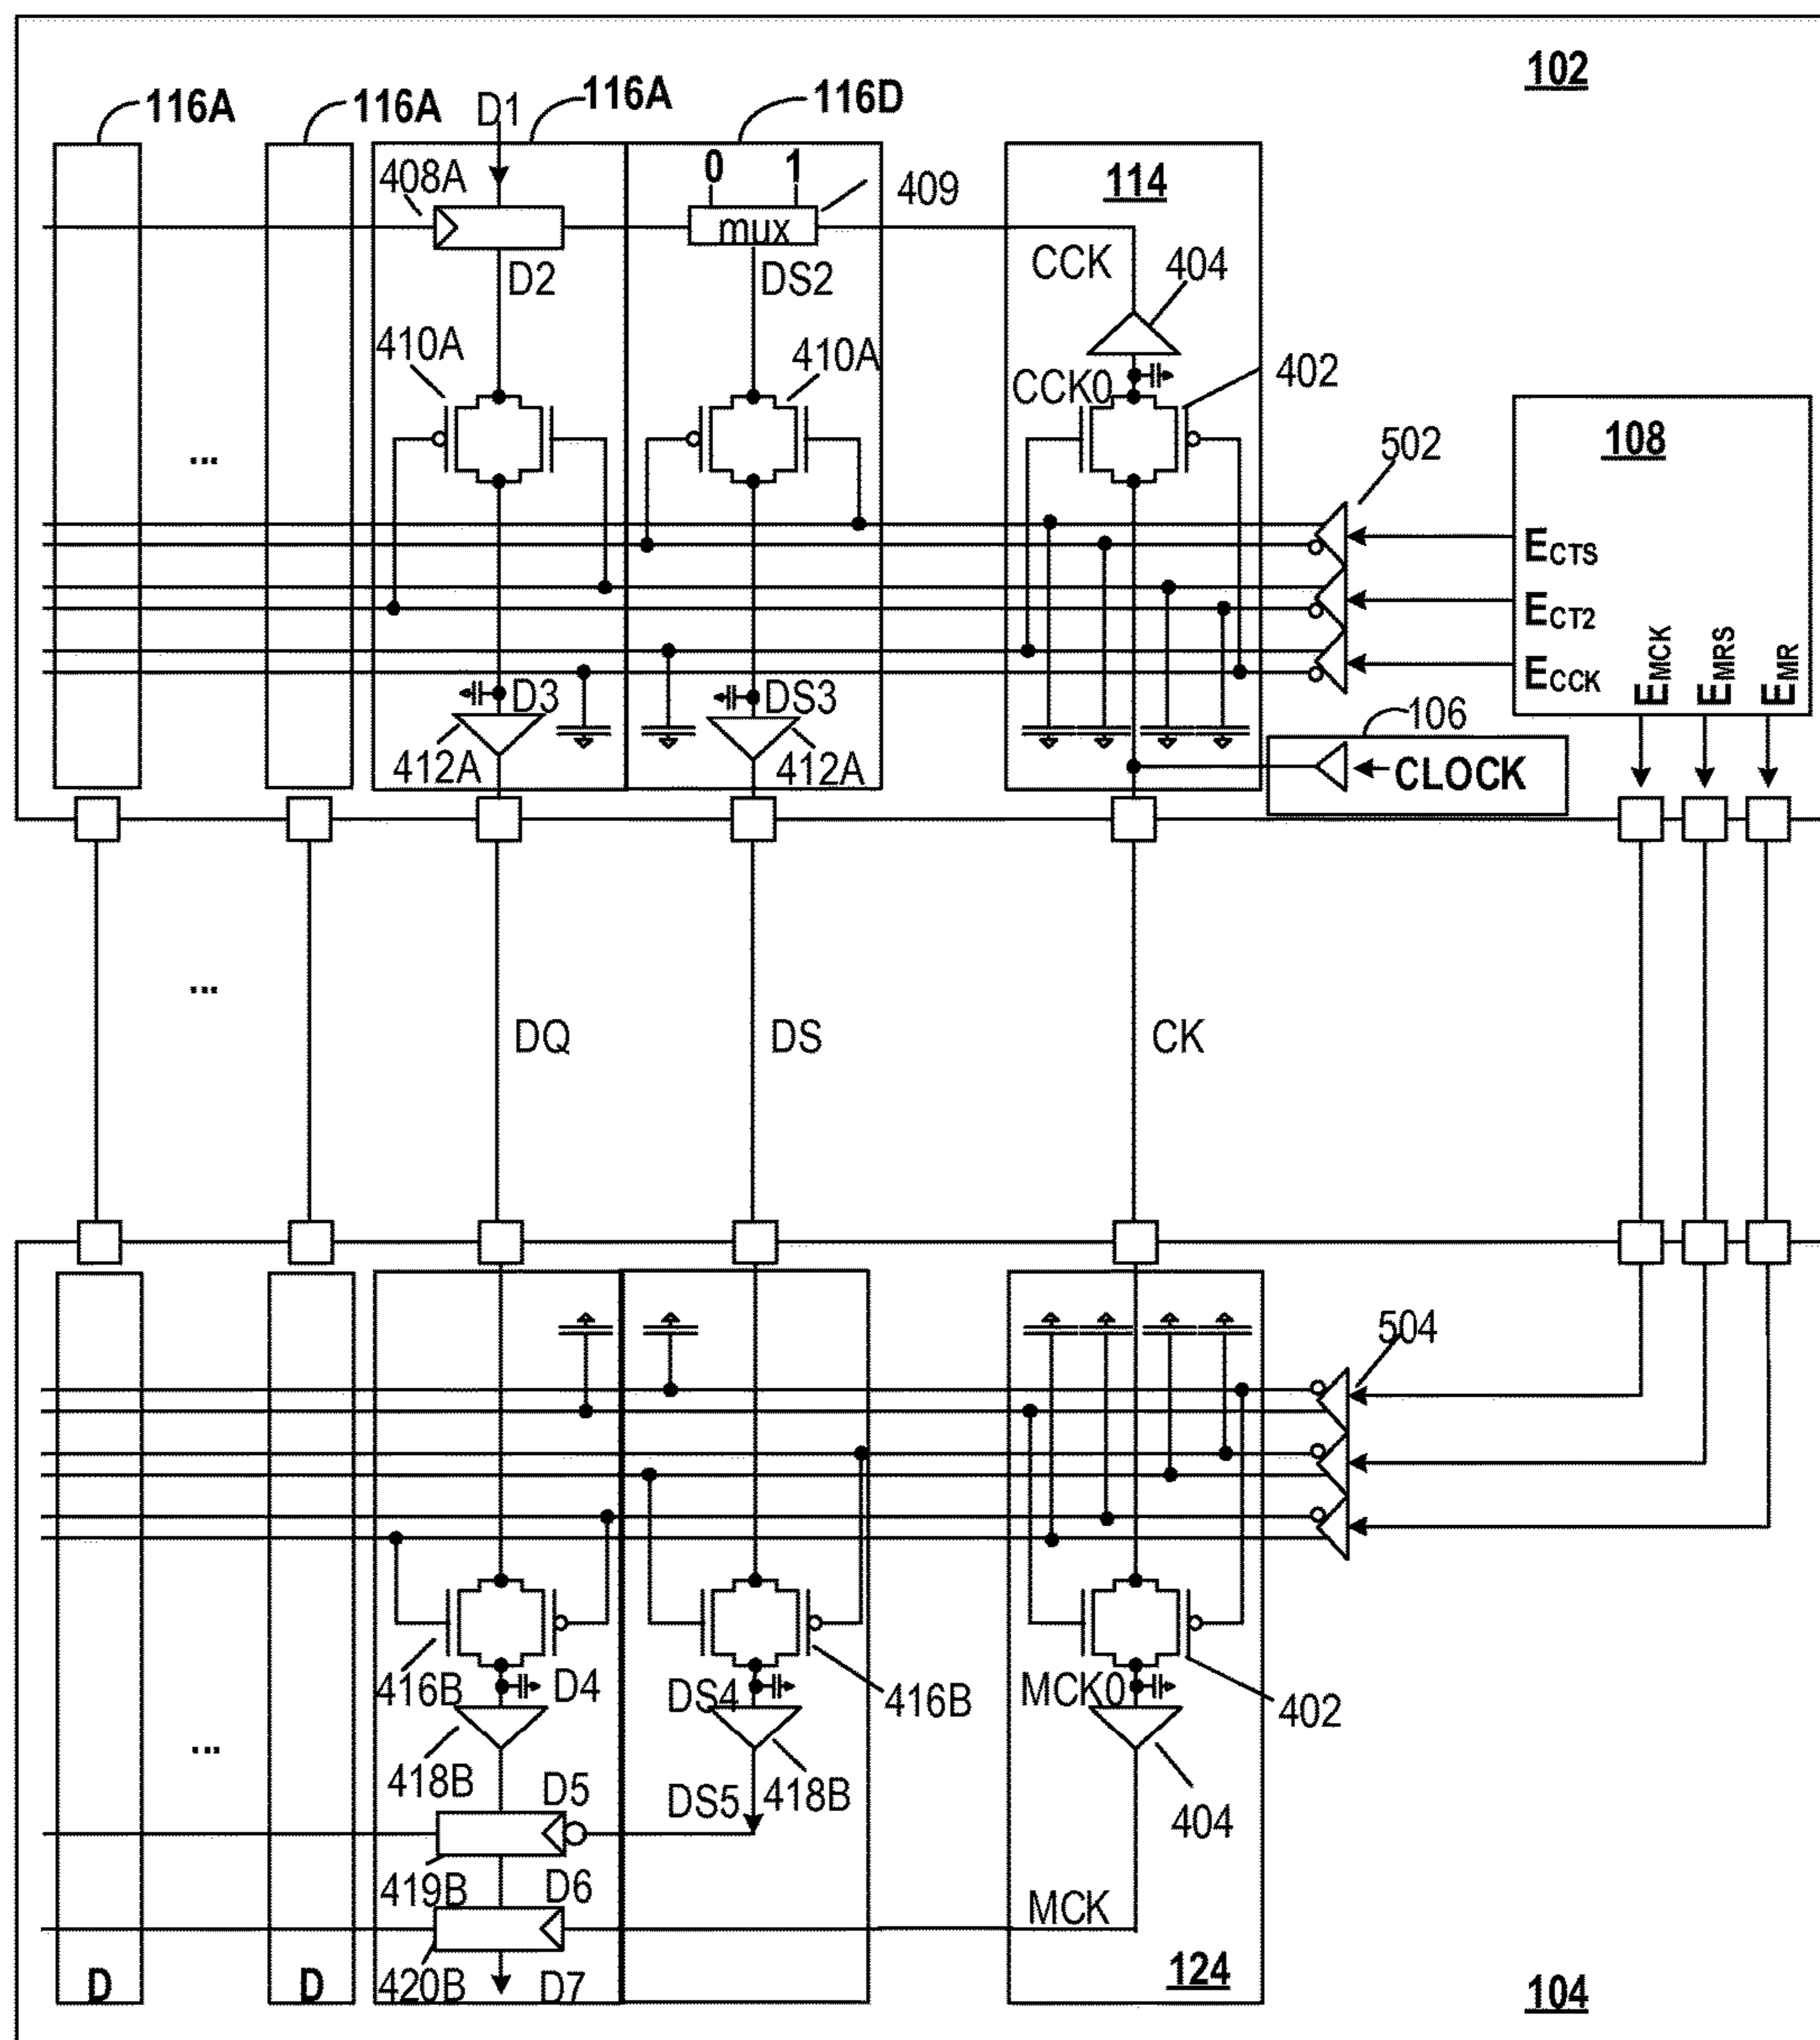 102
116A
116A
D1
116A
116D
408A
0 1
409
114
mux
D2
DS2
CCK
404
410A
410A
CCK0
402
108
502
...
ECTS
ECT2
ECCK
EMCK
EMRS
EMR
D3
DS3
106
412A
412A
CLOCK
...
DQ
DS
CK
504
416B
D4
DS4
416B
MCK0
402
...
418B
D5
DS5
418B
404
419B
D6
MCK
D
D
420B
D7
124
104